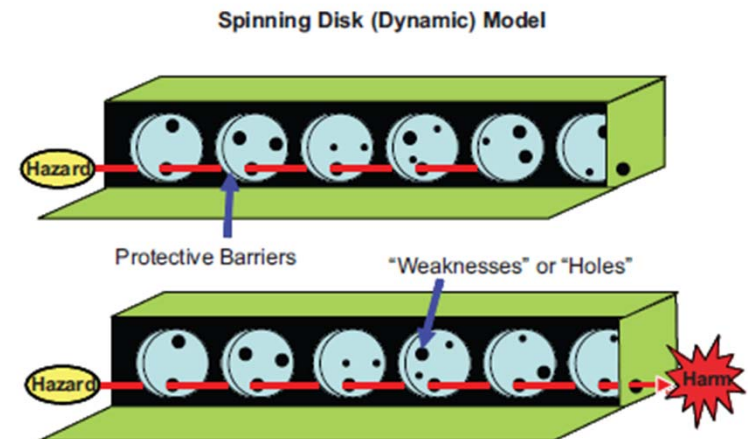 Spinning Disk (Dynamic) Model
Hazard
Protective Barriers
“Weaknesses” or “Holes”
Hazard
Harm